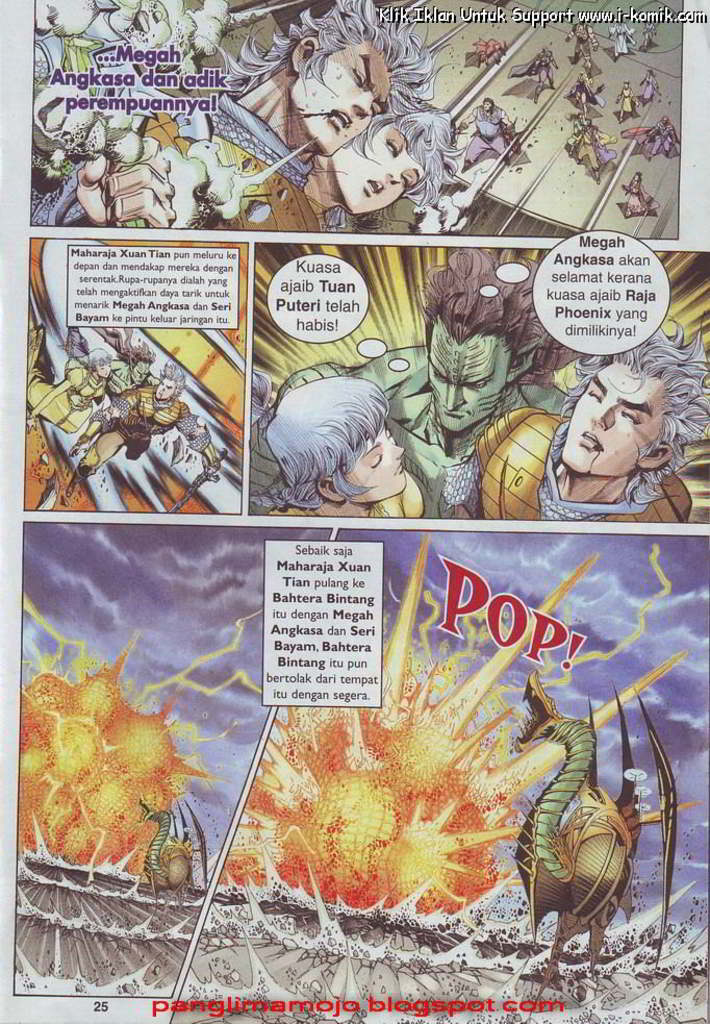 Klik Iklan Untuk Support www.i-komik.com
...Megah
Angkasa dan adik
perempuannya!
Maharaja Xuan Tian pun meluru ke
depan dan mendakap mereka dengan
serentak.Rupa-rupanya dialah yang
telah mengaktifkan daya tarik untuk
menarik Megah Angkasa dan Seri
Bayam ke pintu keluar jaringan itu.
Kuasa
ajaib Tuan
Puteri telah
habis!
Megah
Angkasa akan
selamat kerana
kuasa ajaib Raja
Phoenix yang
dimilikinya!
Sebaik saja
Maharaja Xuan
Tian pulang ke
Bahtera Bintang
itu dengan Megah
Angkasa dan Seri
Bayam, Bahtera
Bintang itu pun
bertolak dari tempat
itu dengan segera.
POP!
25
panglimamojo.blogspot.com